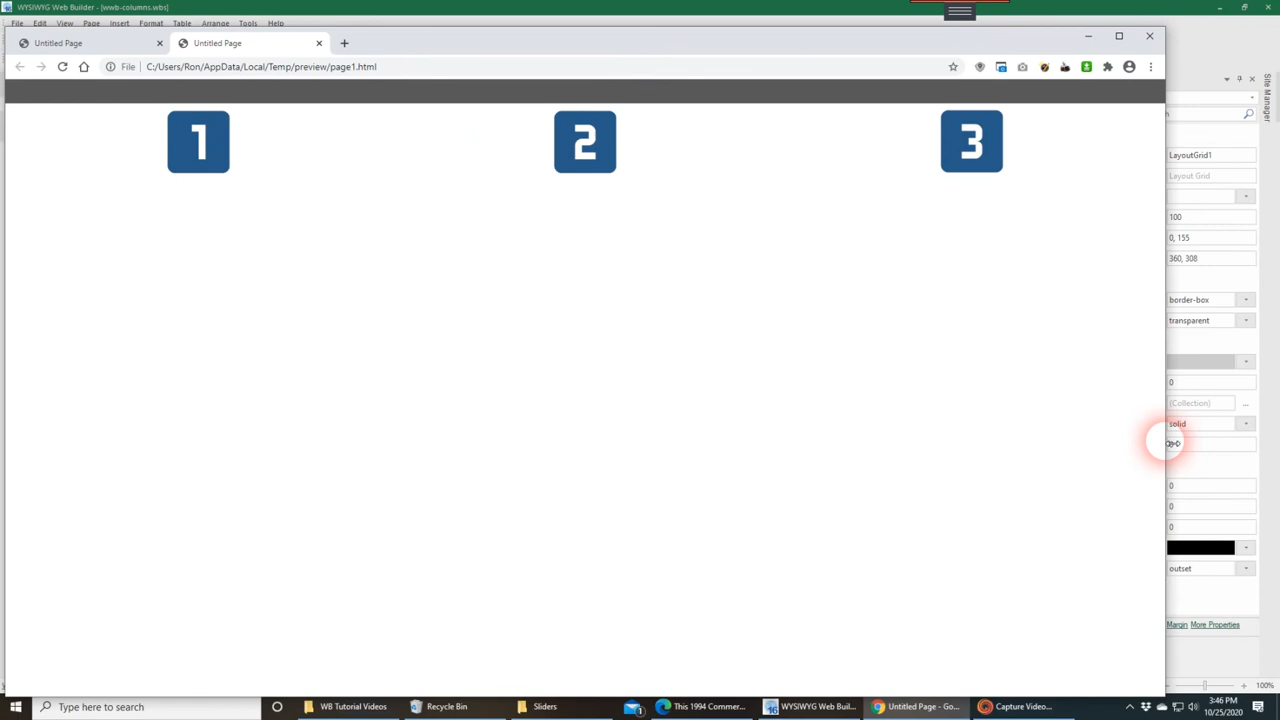 WYSIWYG Web Builder - [wwb-columns.wbs]
File Edit View Page Insert Format Table Arrange Tools Help
Untitled Page
Untitled Page
File C:/Users/Ron/AppData/Local/Temp/preview/page1.html
1 2 3
Site Manager
LayoutGrid1
Layout Grid
100
0, 155
360, 308
border-box
transparent
0
(Collection) ...
solid
0
0
0
outset
Margin More Properties
100%
Type here to search
WB Tutorial Videos
Recycle Bin
Sliders
1
This 1994 Commer...
16
WYSIWYG Web Buil...
Untitled Page - Go...
Capture Video...
3:46 PM
10/25/2020